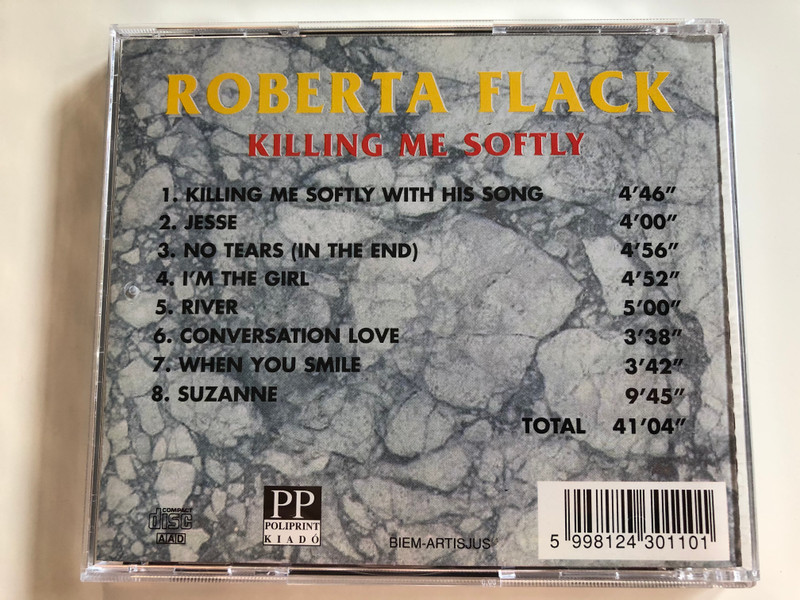 ROBERTA FLACK
KILLING ME SOFTLY
1. KILLING ME SOFTLY WITH HIS SONG 4'46"
2. JESSE 4'00"
3. NO TEARS (IN THE END) 4'56"
4. I'M THE GIRL 4'52"
5. RIVER 5'00"
6. CONVERSATION LOVE 3'38"
7. WHEN YOU SMILE 3'42"
8. SUZANNE 9'45"
TOTAL 41'04"
COMPACT
disc
AAD
PP
POLIPRINT
KIADÓ
BIEM-ARTISJUS
5 998124 301101